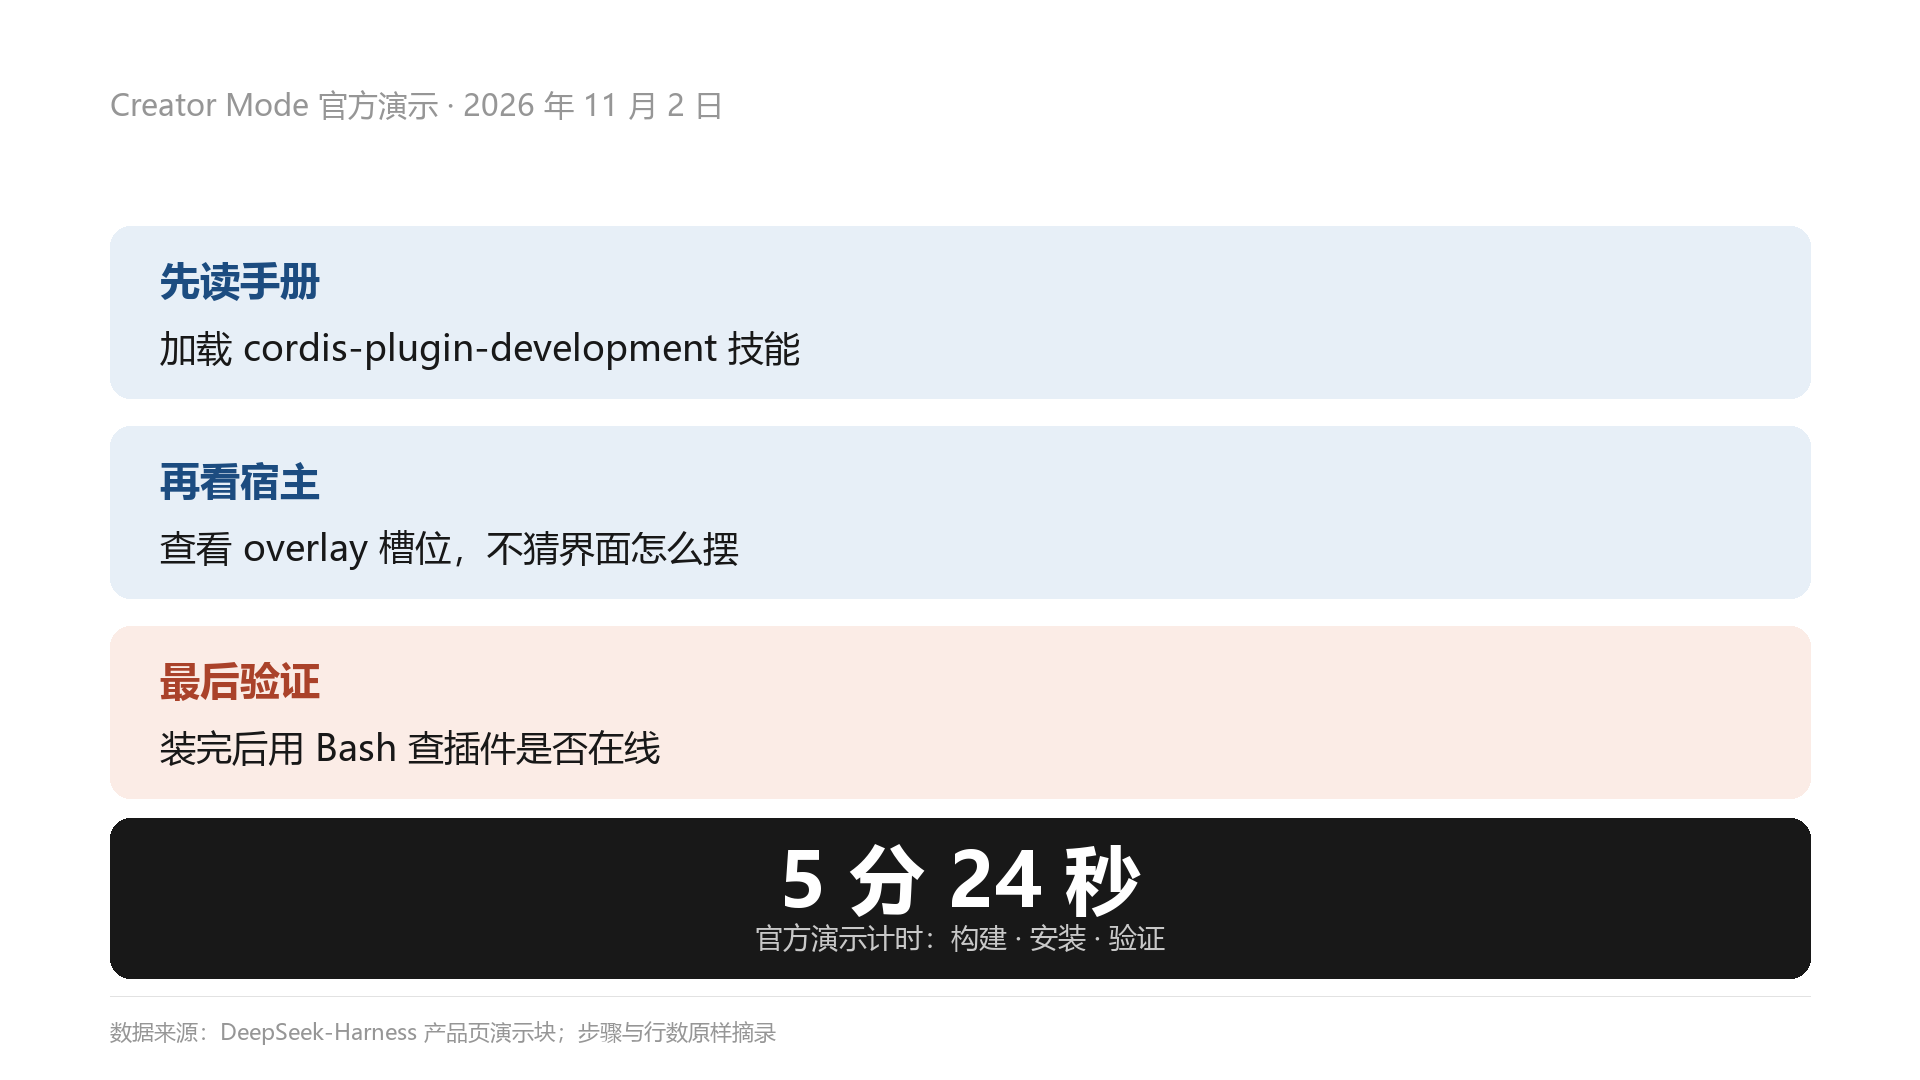 Creator Mode 官方演示 · 2026 年 11 月 2 日
先读手册
加载 cordis-plugin-development 技能
再看宿主
查看 overlay 槽位，不猜界面怎么摆
最后验证
装完后用 Bash 查插件是否在线
5 分 24 秒
官方演示计时：构建 · 安装 · 验证
数据来源：DeepSeek-Harness 产品页演示块；步骤与行数原样摘录